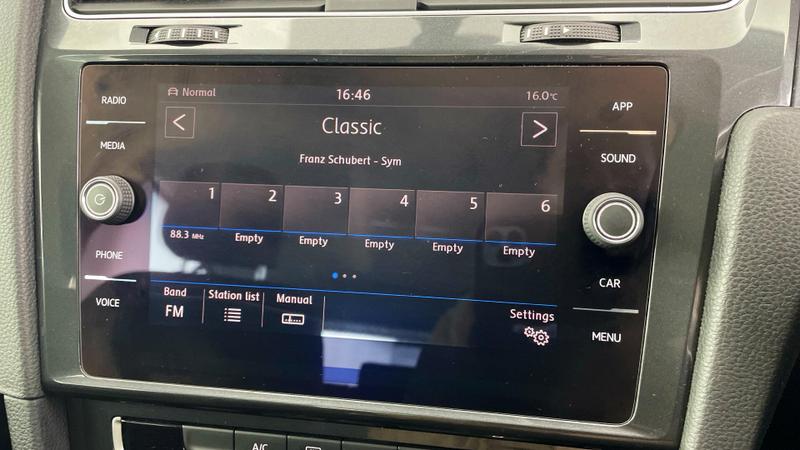 RADIO
MEDIA
PHONE
VOICE
Normal
16:46
16.0°C
Classic
Franz Schubert - Sym
1 2 3 4 5 6
88.3 MHz Empty Empty Empty Empty Empty
Band Station list Manual
FM
Settings
APP
SOUND
CAR
MENU
A/C